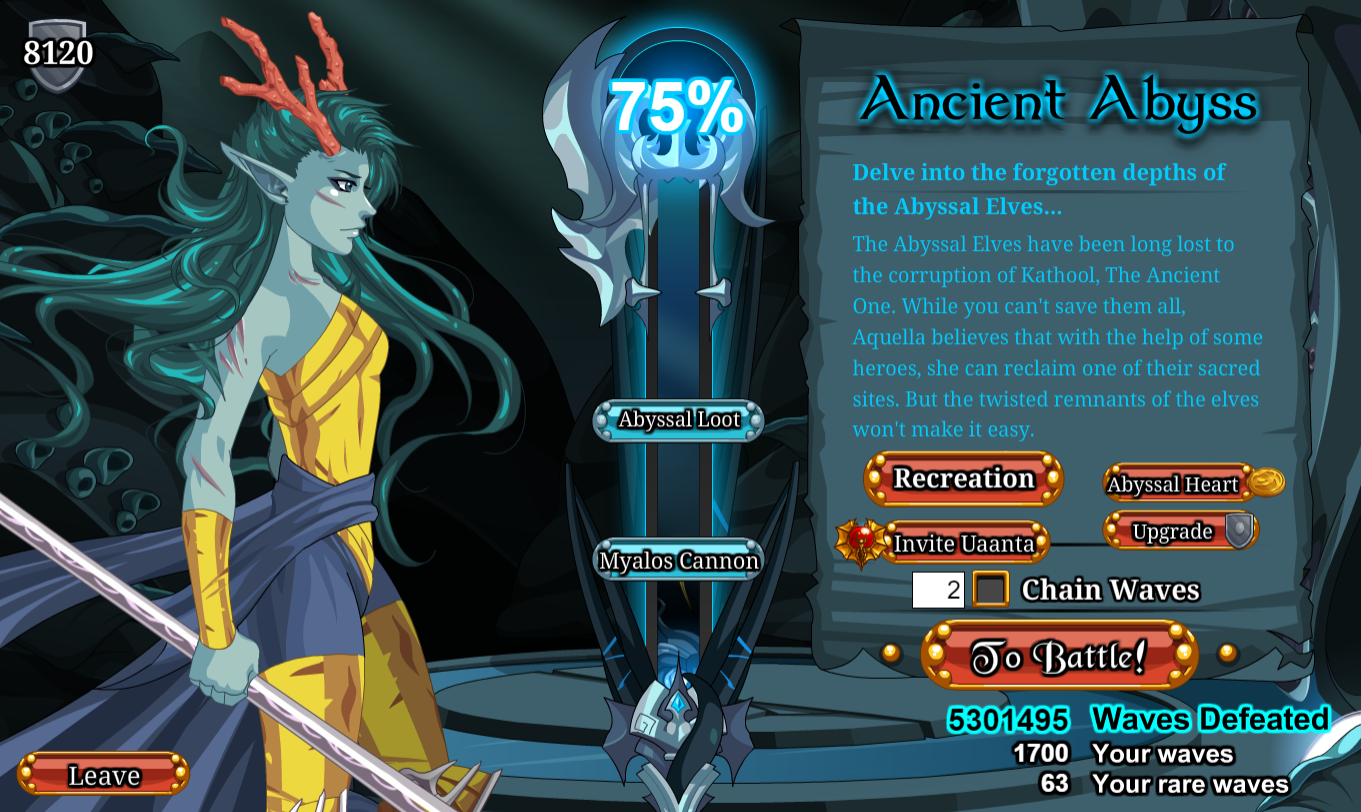 8120
75%
Abyssal Loot
Myalos Cannon
Leave
Ancient Abyss
Delve into the forgotten depths of
the Abyssal Elves...
The Abyssal Elves have been long lost to
the corruption of Kathool, The Ancient
One. While you can't save them all,
Aquella believes that with the help of some
heroes, she can reclaim one of their sacred
sites. But the twisted remnants of the elves
won't make it easy.
Recreation
Abyssal Heart
Invite Uaanta
Upgrade
2 Chain Waves
To Battle!
5301495 Waves Defeated
1700 Your waves
63 Your rare waves